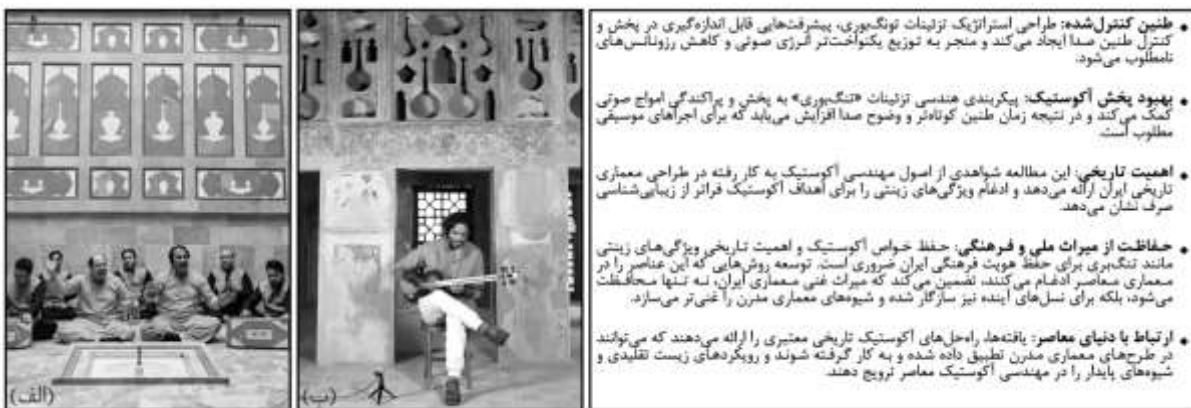 • طنین کنترل‌شده: طراحی استراتژیک تزئینات تونگ‌بوری، پیشرفت‌هایی قابل اندازه‌گیری در پخش و
کنترل طنین صدا ایجاد می‌کند و منجر به توزیع یکنواخت‌تر انرژی صوتی و کاهش رزونانس‌های
نامطلوب می‌شود.
• بهبود پخش آکوستیک: پیکربندی هندسی تزئینات «تنگ‌بوری» به پخش و پراکندگی امواج صوتی
کمک می‌کند و در نتیجه زمان طنین کوتاه‌تر و وضوح صدا افزایش می‌یابد که برای اجراهای موسیقی
مطلوب است.
• اهمیت تاریخی: این مطالعه شواهدی از اصول مهندسی آکوستیک به کار رفته در طراحی معماری
تاریخی ایران ارائه می‌دهد و ادغام ویژگی‌های زینتی را برای اهداف آکوستیک فراتر از زیبایی‌شناسی
صرف نشان می‌دهد.
• حفاظت از میراث ملی و فرهنگی: حفظ خواص آکوستیک و اهمیت تاریخی ویژگی‌های زینتی
مانند تنگ‌بری برای حفظ هویت فرهنگی ایران ضروری است. توسعه روش‌هایی که این عناصر را در
معماری معاصر ادغام می‌کنند، تضمین می‌کند که میراث غنی معماری ایران، نه تنها محافظت
می‌شود، بلکه برای نسل‌های آینده نیز سازگار شده و شیوه‌های معماری مدرن را غنی‌تر می‌سازد.
• ارتباط با دنیای معاصر: یافته‌ها، راه‌حل‌های آکوستیک تاریخی معتبری را ارائه می‌دهند که می‌توانند
در طرح‌های معماری مدرن تطبیق داده شده و به کار گرفته شوند و رویکردهای زیست تقلیدی و
شیوه‌های پایدار را در مهندسی آکوستیک معاصر ترویج دهند.
(ب)
(الف)